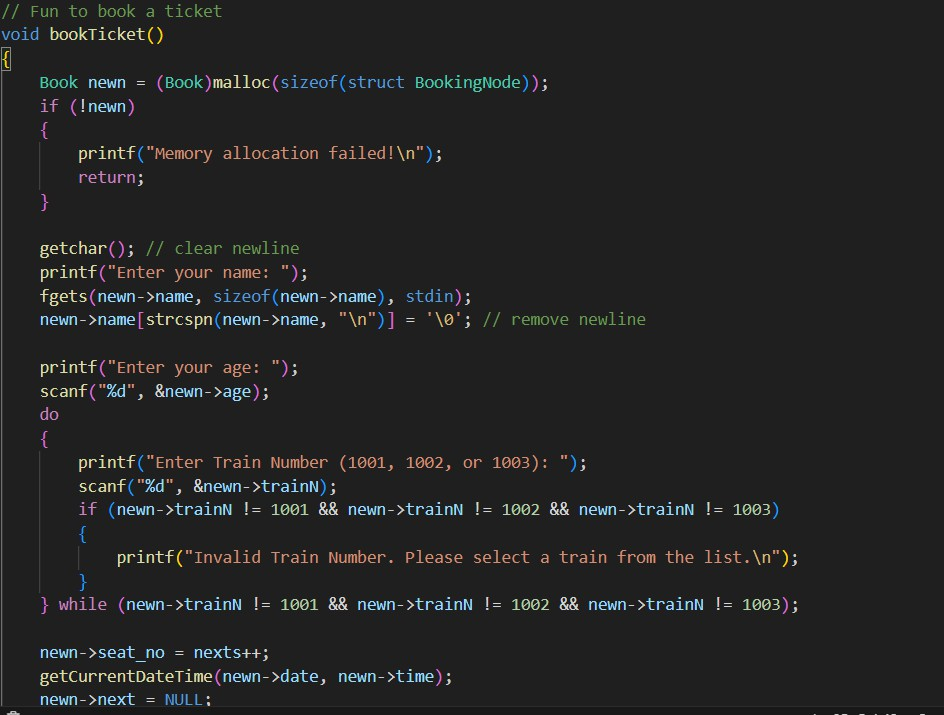 // Fun to book a ticket
void bookTicket()
{
    Book newn = (Book)malloc(sizeof(struct BookingNode));
    if (!newn)
    {
        printf("Memory allocation failed!\n");
        return;
    }

    getchar(); // clear newline
    printf("Enter your name: ");
    fgets(newn->name, sizeof(newn->name), stdin);
    newn->name[strcspn(newn->name, "\n")] = '\0'; // remove newline

    printf("Enter your age: ");
    scanf("%d", &newn->age);
    do
    {
        printf("Enter Train Number (1001, 1002, or 1003): ");
        scanf("%d", &newn->trainN);
        if (newn->trainN != 1001 && newn->trainN != 1002 && newn->trainN != 1003)
        {
            printf("Invalid Train Number. Please select a train from the list.\n");
        }
    } while (newn->trainN != 1001 && newn->trainN != 1002 && newn->trainN != 1003);

    newn->seat_no = nexts++;
    getCurrentDateTime(newn->date, newn->time);
    newn->next = NULL;